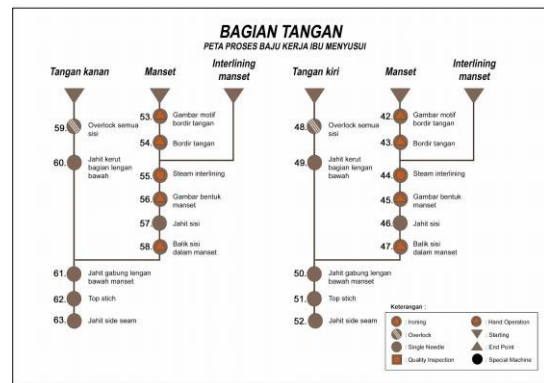 BAGIAN TANGAN
PETA PROSES BAJU KERJA IBU MENYUSUI
Tangan kanan
Manset
Interlining
manset
53.
Gambar motif
bordir tangan
59.
Overlock semua
sisi
54.
Bordir tangan
60.
Jahit kerut
bagian lengan
bawah
55.
Steam interlining
56.
Gambar bentuk
manset
57.
Jahit sisi
58.
Balik sisi
dalam manset
61.
Jahit gabung lengan
bawah manset
62.
Top stich
63.
Jahit side seam
Tangan kiri
Manset
Interlining
manset
42.
Gambar motif
bordir tangan
48.
Overlock semua
sisi
43.
Bordir tangan
49.
Jahit kerut
bagian lengan
bawah
44.
Steam interlining
45.
Gambar bentuk
manset
46.
Jahit sisi
47.
Balik sisi
dalam manset
50.
Jahit gabung lengan
bawah manset
51.
Top stich
52.
Jahit side seam
Keterangan :
: Ironing
: Hand Operation
: Overlock
: Starting
: Single Needle
: End Point
: Quality Inspection
: Special Machine